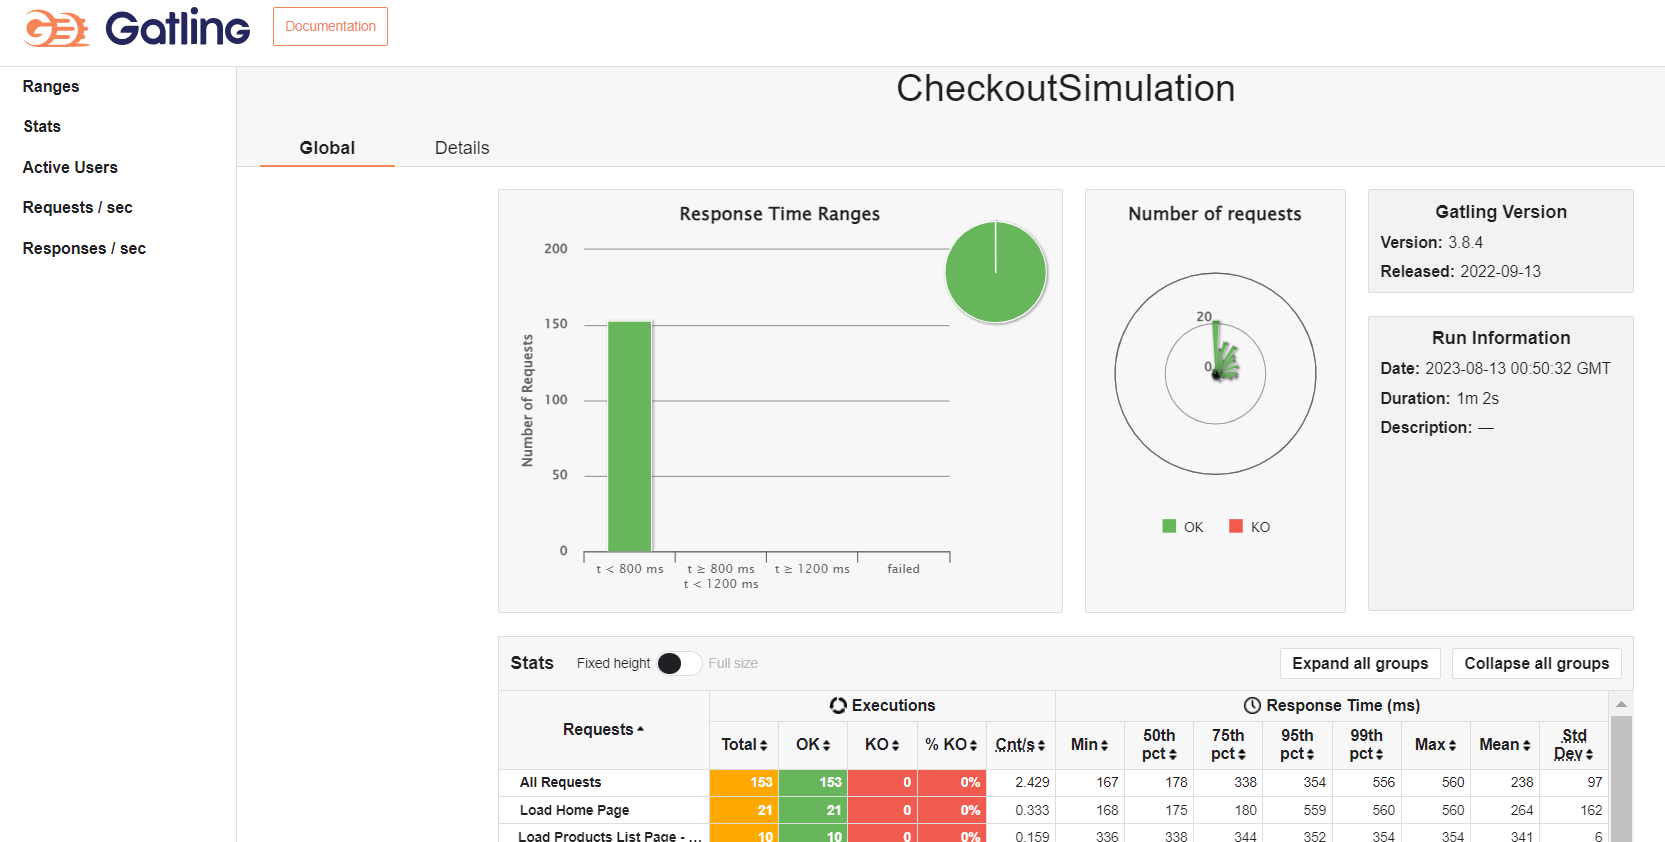 Gatling
Documentation
Ranges
Stats
Active Users
Requests / sec
Responses / sec
CheckoutSimulation
Global Details
Response Time Ranges
Number of Requests
200
150
100
50
0
t < 800 ms
t ≥ 800 ms
t < 1200 ms
t ≥ 1200 ms
failed
Number of requests
20
0
OK KO
Gatling Version
Version: 3.8.4
Released: 2022-09-13
Run Information
Date: 2023-08-13 00:50:32 GMT
Duration: 1m 2s
Description: —
Stats Fixed height Full size Expand all groups Collapse all groups
Requests Executions Response Time (ms)
Total OK KO % KO Cnt/s Min 50th pct 75th pct 95th pct 99th pct Max Mean Std Dev
All Requests 153 153 0 0% 2.429 167 178 338 354 556 560 238 97
Load Home Page 21 21 0 0% 0.333 168 175 180 559 560 560 264 162
Load Products List Page - ... 10 10 0 0% 0.159 336 338 344 352 354 354 341 6